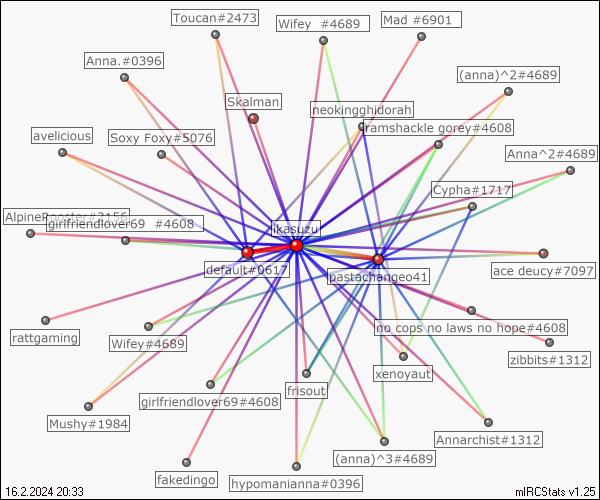 Toucan#2473
Wifey  #4689
Mad #6901
Anna.#0396
(anna)^2#4689
Skalman
neokingghidorah
ramshackle gorey#4608
avelicious
Soxy Foxy#5076
Anna^2#4689
Cypha#1717
AlpineRooster#2156
girlfriendlover69  #4608
ikasuzu
default#0617
pastachangeo41
ace deucy#7097
rattgaming
Wifey#4689
no cops no laws no hope#4608
zibbits#1312
xenoyaut
frisout
girlfriendlover69#4608
Mushy#1984
Annarchist#1312
(anna)^3#4689
fakedingo
hypomanianna#0396
16.2.2024 20:33
mIRCStats v1.25